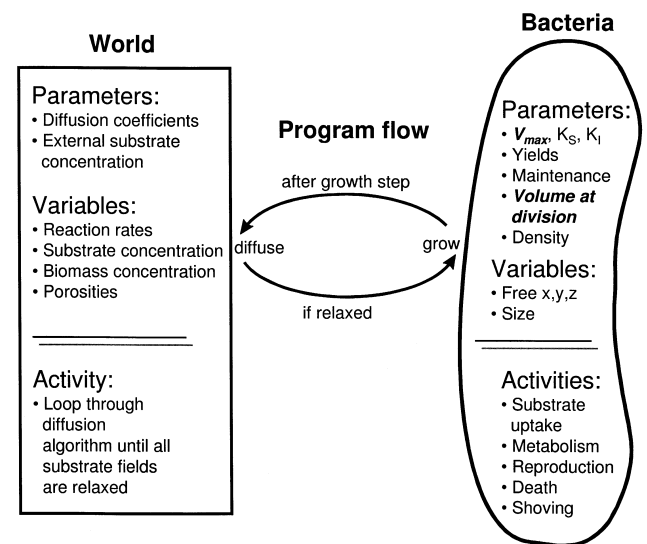 World
Parameters:
• Diffusion coefficients
• External substrate
concentration
Variables:
• Reaction rates
• Substrate concentration
• Biomass concentration
• Porosities
Activity:
• Loop through
diffusion
algorithm until all
substrate fields
are relaxed
Program flow
after growth step
diffuse
grow
if relaxed
Bacteria
Parameters:
• Vmax, KS, KI
• Yields
• Maintenance
• Volume at
division
• Density
Variables:
• Free x,y,z
• Size
Activities:
• Substrate
uptake
• Metabolism
• Reproduction
• Death
• Shoving